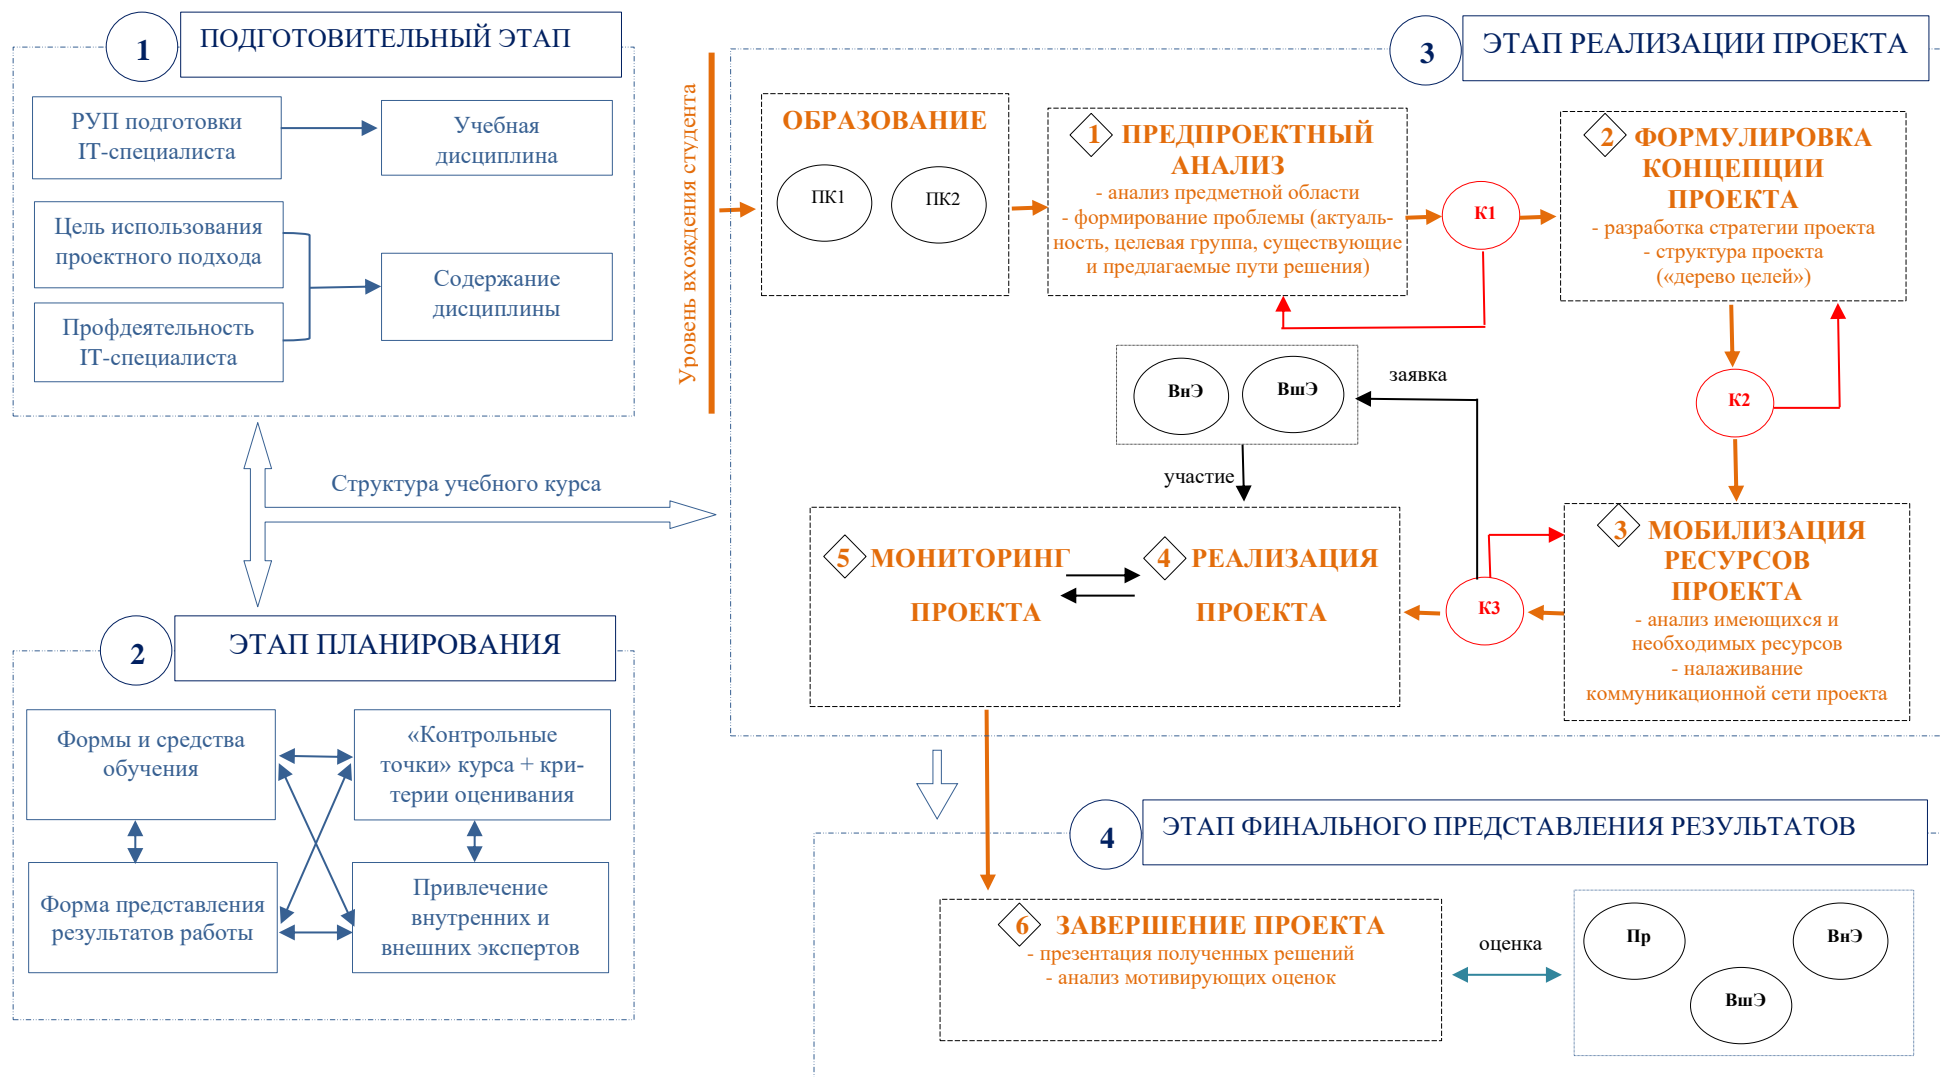 1
ПОДГОТОВИТЕЛЬНЫЙ ЭТАП
РУП подготовки
IT-специалиста
Учебная
дисциплина
Цель использования
проектного подхода
Содержание
дисциплины
Профдеятельность
IT-специалиста
Структура учебного курса
2
ЭТАП ПЛАНИРОВАНИЯ
Формы и средства
обучения
«Контрольные
точки» курса + кри-
терии оценивания
Форма представления
результатов работы
Привлечение
внутренних и
внешних экспертов
Уровень вхождения студента
3
ЭТАП РЕАЛИЗАЦИИ ПРОЕКТА
ОБРАЗОВАНИЕ
ПК1
ПК2
1 ПРЕДПРОЕКТНЫЙ
АНАЛИЗ
- анализ предметной области
- формирование проблемы (актуаль-
ность, целевая группа, существующие
и предлагаемые пути решения)
К1
2 ФОРМУЛИРОВКА
КОНЦЕПЦИИ
ПРОЕКТА
- разработка стратегии проекта
- структура проекта
(«дерево целей»)
К2
3 МОБИЛИЗАЦИЯ
РЕСУРСОВ
ПРОЕКТА
- анализ имеющихся и
необходимых ресурсов
- налаживание
коммуникационной сети проекта
К3
заявка
ВнЭ
ВшЭ
участие
5 МОНИТОРИНГ
ПРОЕКТА
4 РЕАЛИЗАЦИЯ
ПРОЕКТА
4
ЭТАП ФИНАЛЬНОГО ПРЕДСТАВЛЕНИЯ РЕЗУЛЬТАТОВ
6 ЗАВЕРШЕНИЕ ПРОЕКТА
- презентация полученных решений
- анализ мотивирующих оценок
оценка
Пр
ВнЭ
ВшЭ